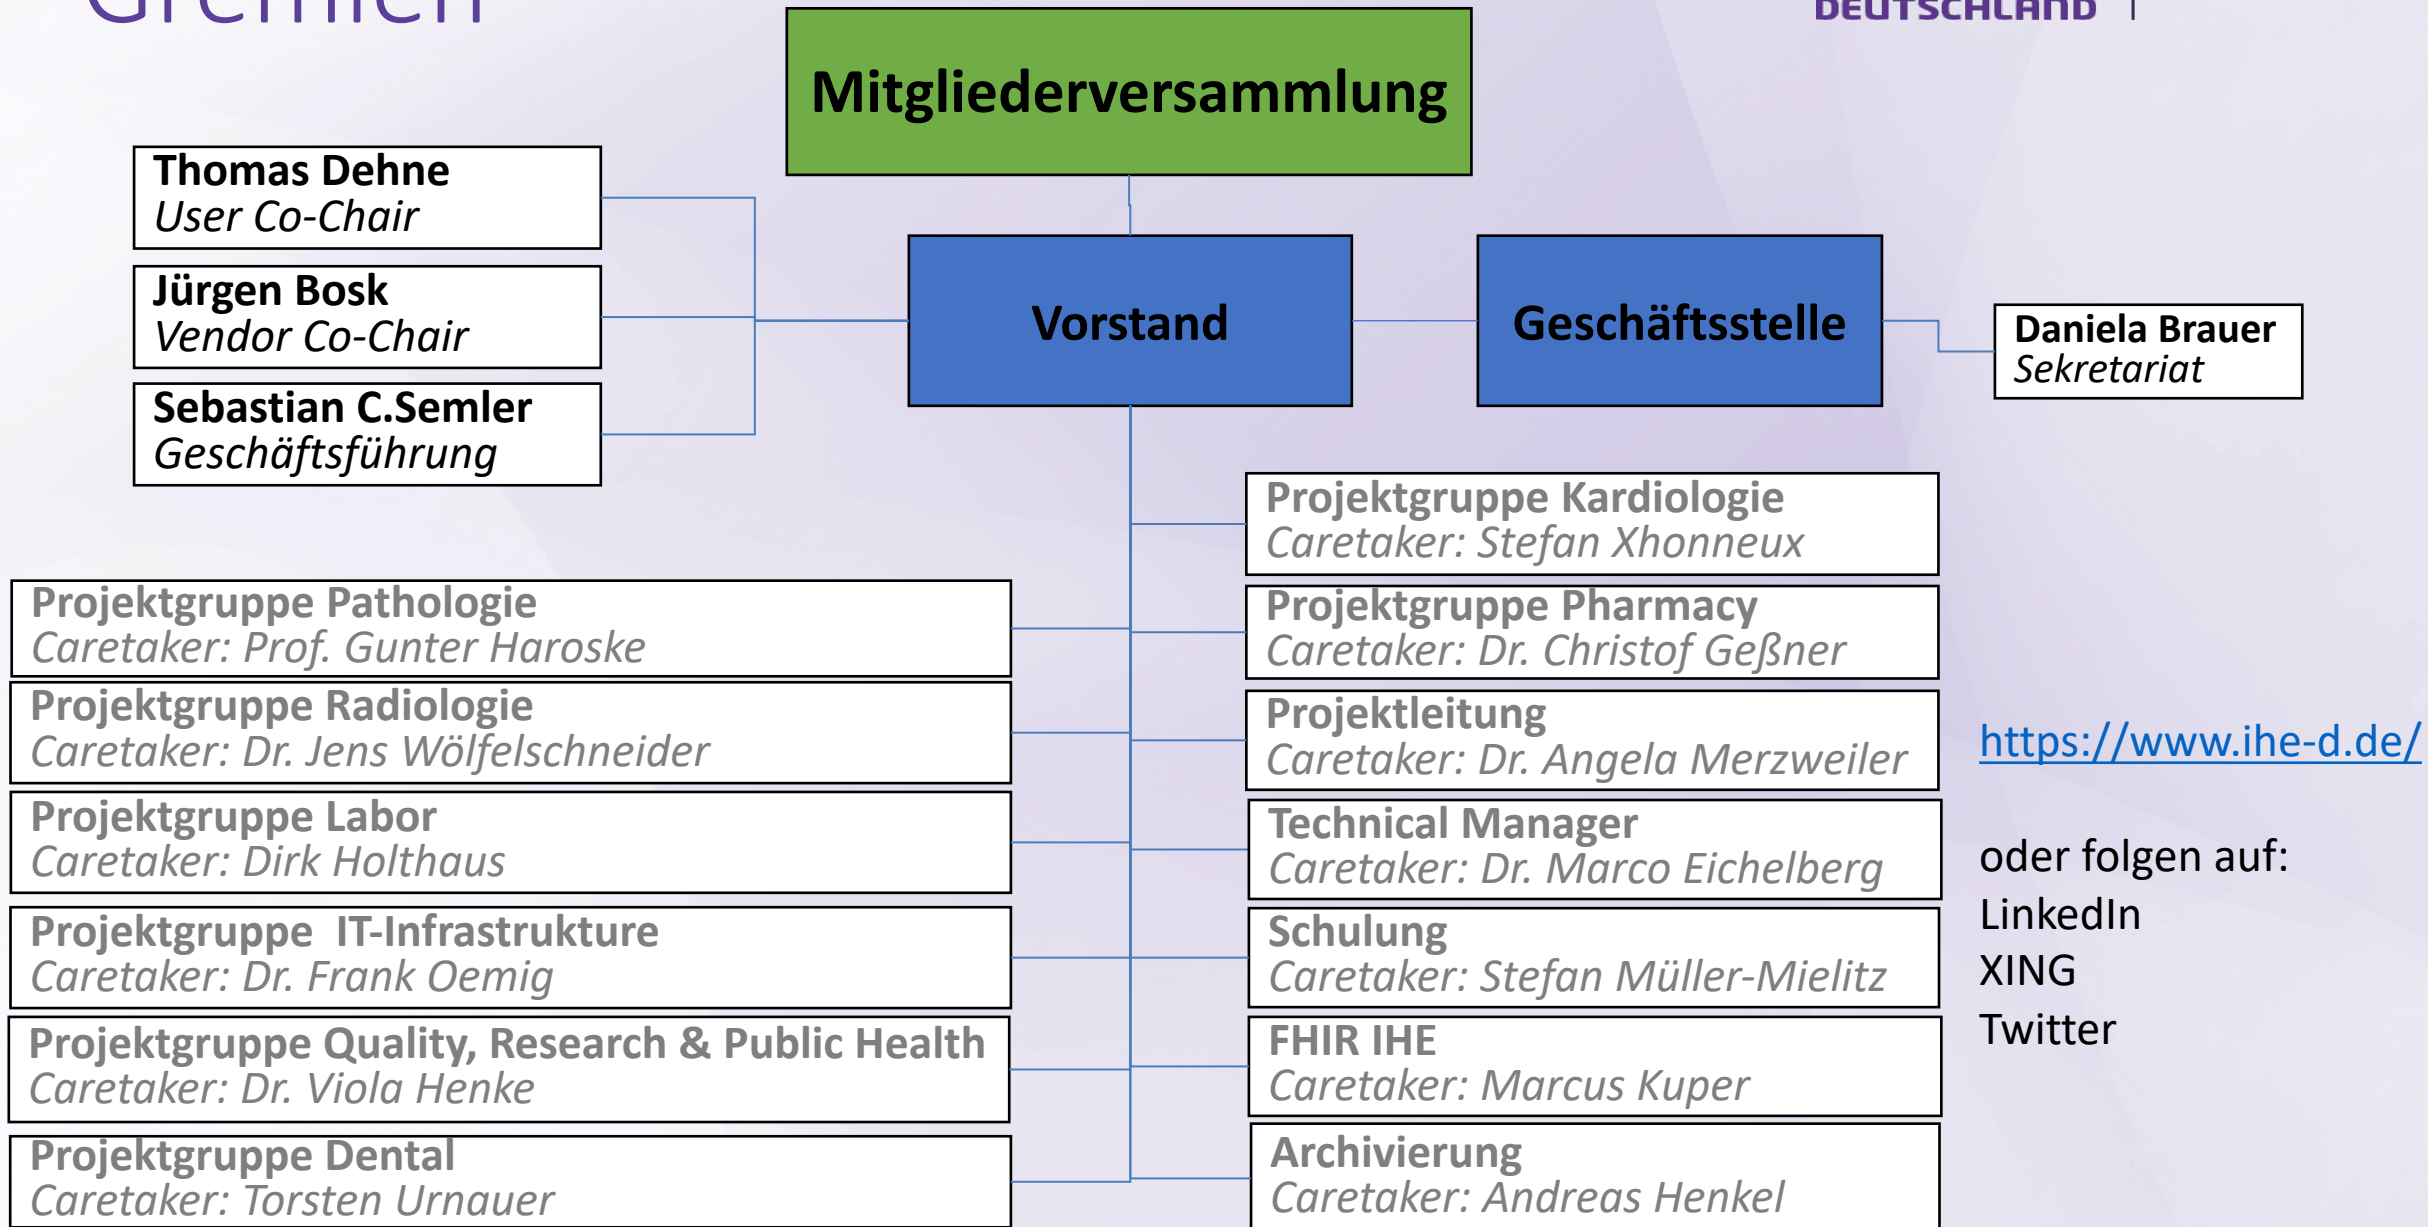 Gremien
DEUTSCHLAND
Mitgliederversammlung
Thomas Dehne
User Co-Chair
Jürgen Bosk
Vendor Co-Chair
Sebastian C.Semler
Geschäftsführung
Vorstand
Geschäftsstelle
Daniela Brauer
Sekretariat
Projektgruppe Pathologie
Caretaker: Prof. Gunter Haroske
Projektgruppe Radiologie
Caretaker: Dr. Jens Wölfelschneider
Projektgruppe Labor
Caretaker: Dirk Holthaus
Projektgruppe  IT-Infrastrukture
Caretaker: Dr. Frank Oemig
Projektgruppe Quality, Research & Public Health
Caretaker: Dr. Viola Henke
Projektgruppe Dental
Caretaker: Torsten Urnauer
Projektgruppe Kardiologie
Caretaker: Stefan Xhonneux
Projektgruppe Pharmacy
Caretaker: Dr. Christof Geßner
Projektleitung
Caretaker: Dr. Angela Merzweiler
Technical Manager
Caretaker: Dr. Marco Eichelberg
Schulung
Caretaker: Stefan Müller-Mielitz
FHIR IHE
Caretaker: Marcus Kuper
Archivierung
Caretaker: Andreas Henkel
https://www.ihe-d.de/
oder folgen auf:
LinkedIn
XING
Twitter